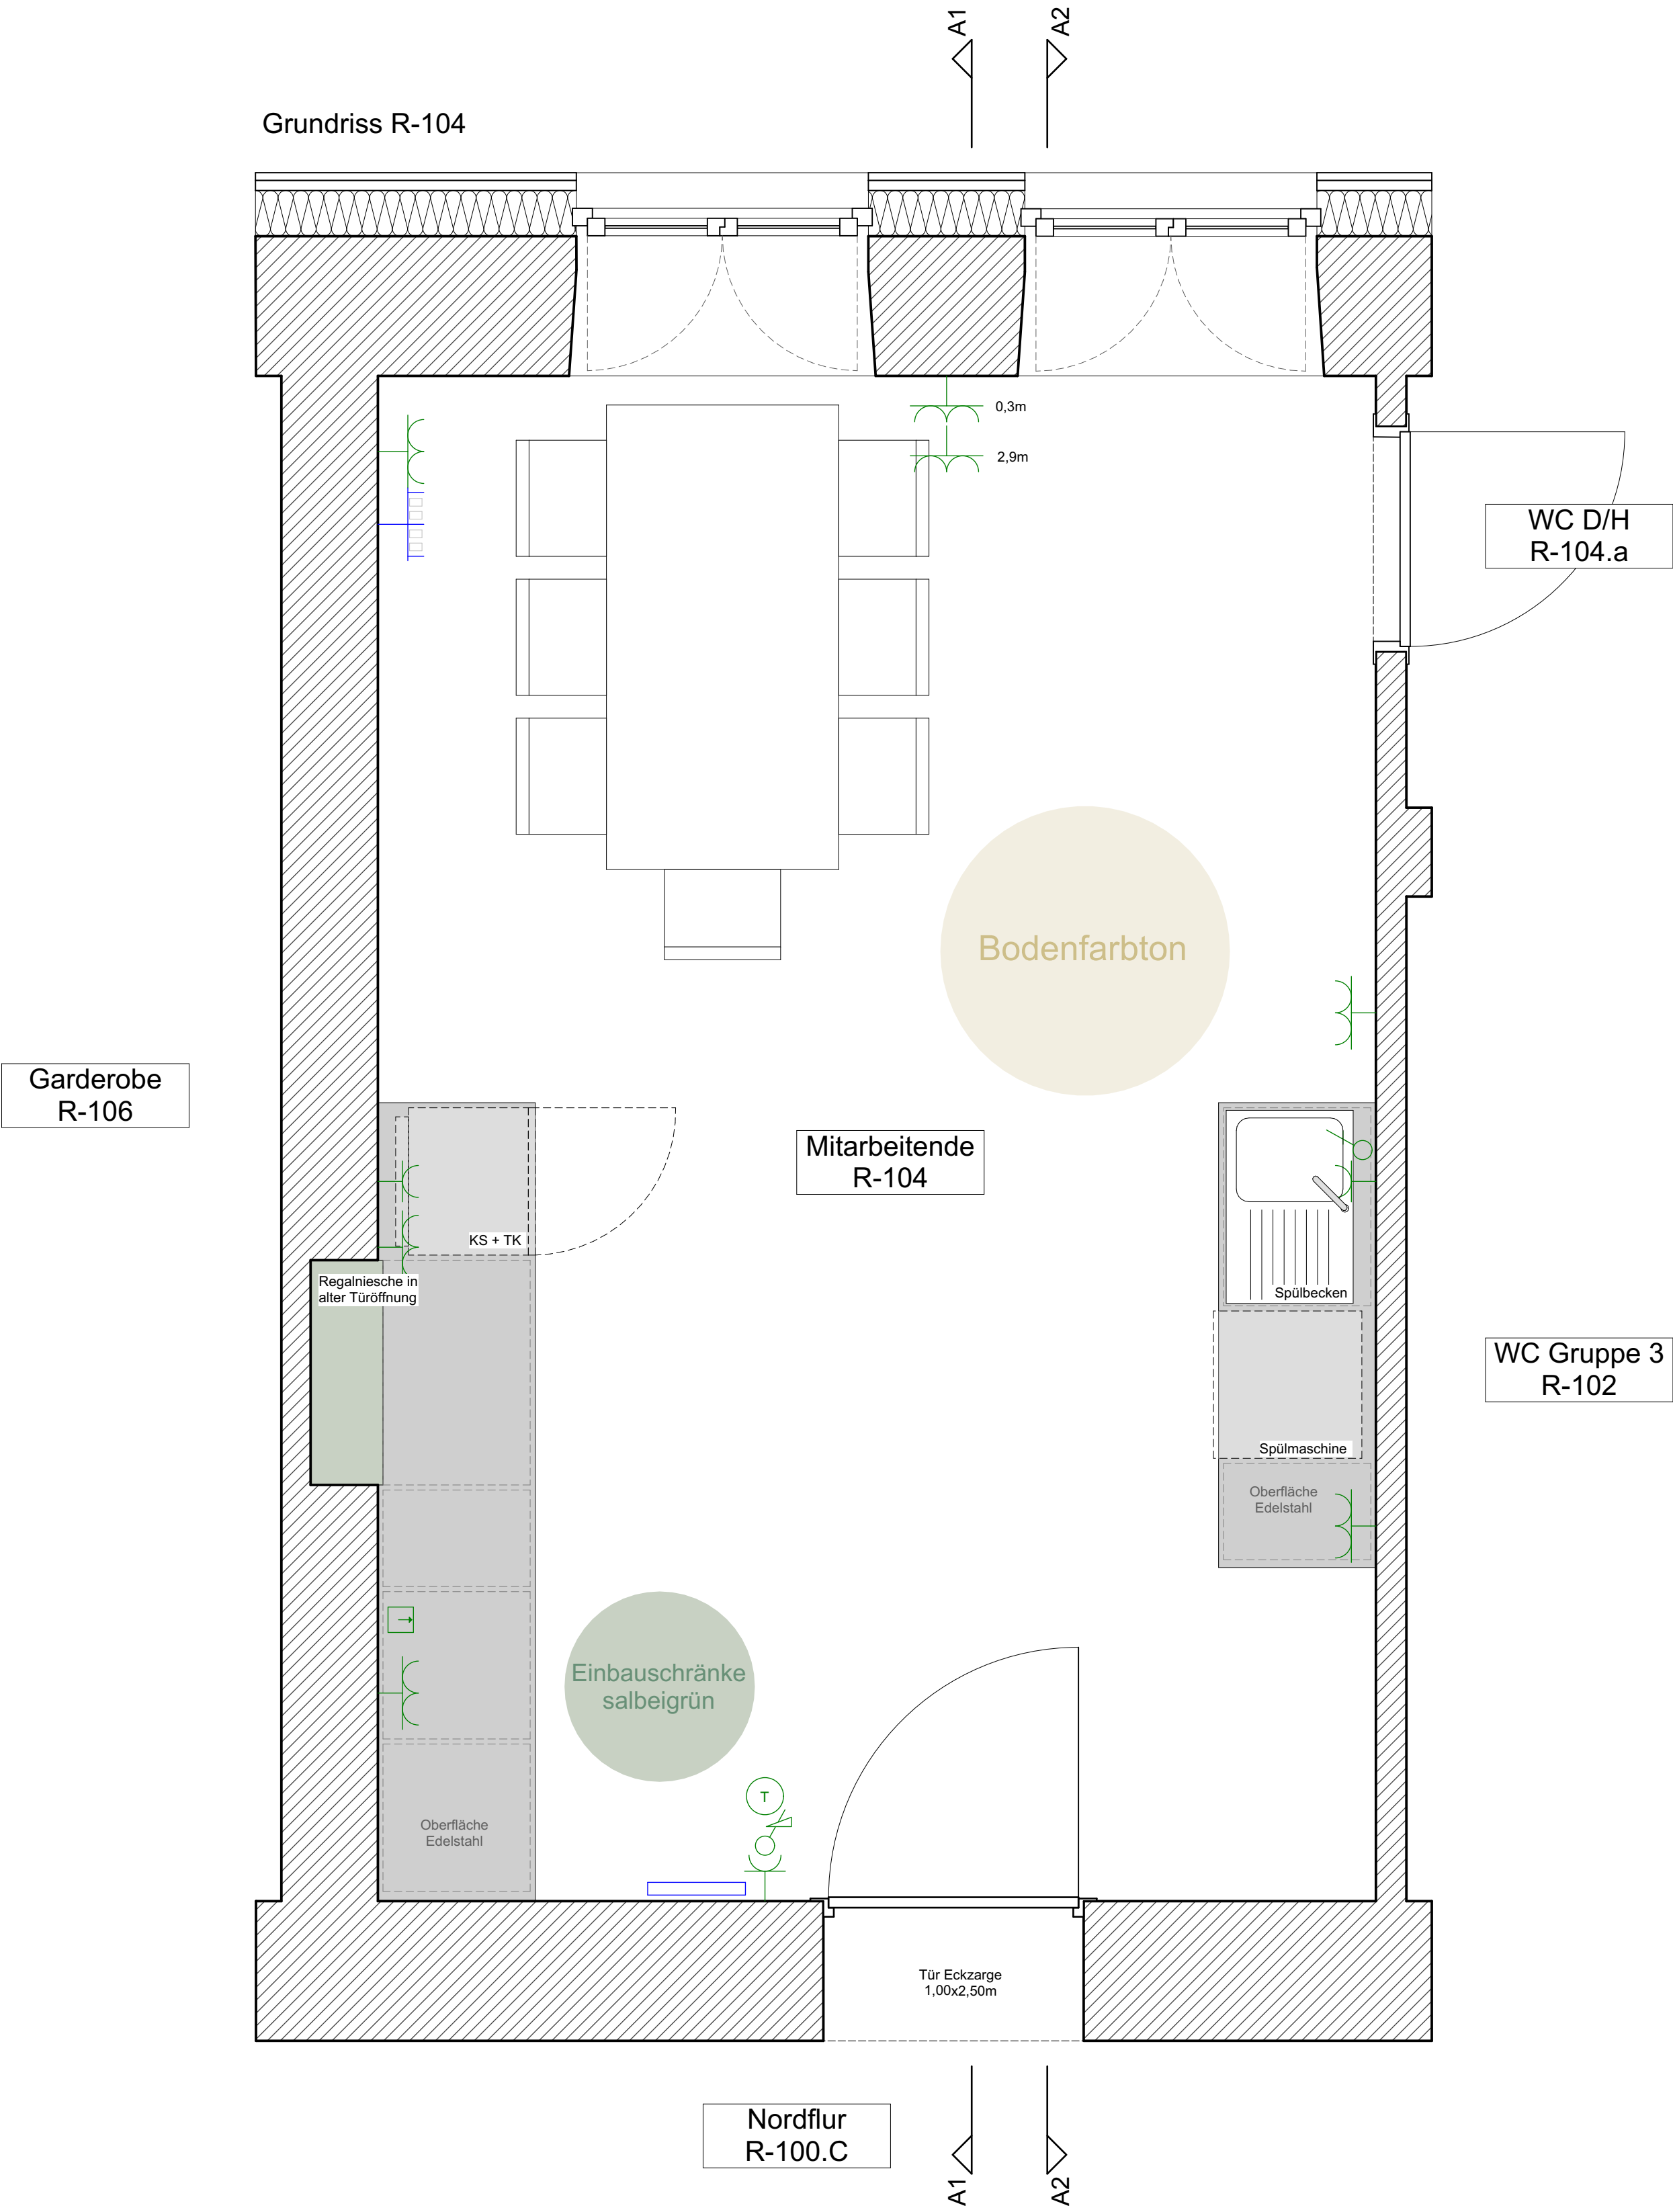 A1
A2
Grundriss R-104
0,3m
2,9m
WC D/H
R-104.a
Bodenfarbton
Garderobe
R-106
Mitarbeitende
R-104
KS + TK
Regalniesche in
alter Türöffnung
Spülbecken
WC Gruppe 3
R-102
Spülmaschine
Oberfläche
Edelstahl
Einbauschränke
salbeigrün
T
Oberfläche
Edelstahl
Tür Eckzarge
1,00x2,50m
Nordflur
R-100.C
A1
A2